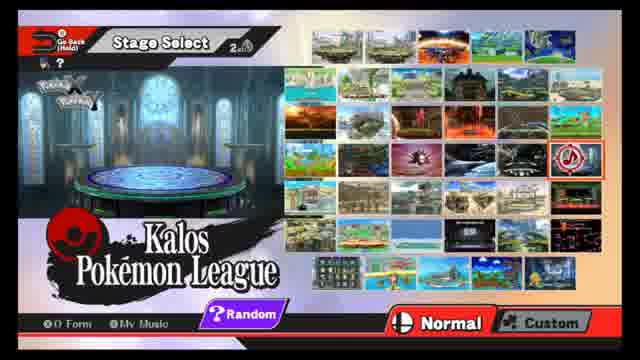 Go Back
(Hold)
Stage Select
2
?
Pokémon X
Pokémon Y
Kalos
Pokémon League
Ω Form
My Music
? Random
Normal
Custom